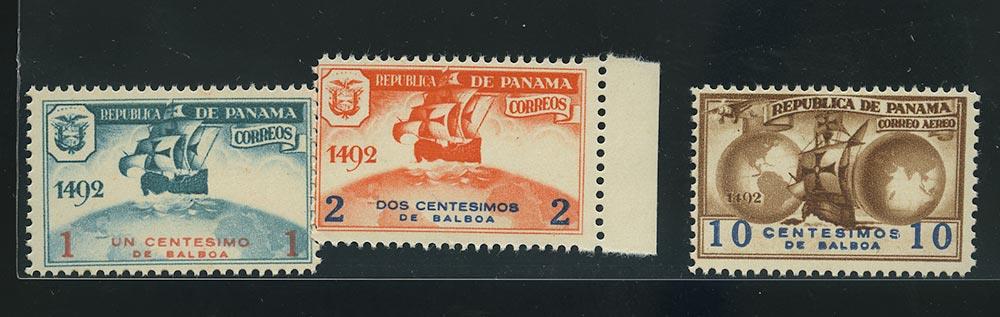 REPUBLICA DE PANAMA
CORREOS
1492
1 UN CENTESIMO 1
DE BALBOA
REPUBLICA DE PANAMA
CORREOS
1492
2 DOS CENTESIMOS 2
DE BALBOA
REPUBLICA DE PANAMA
CORREO AEREO
1492
10 CENTESIMOS 10
DE BALBOA